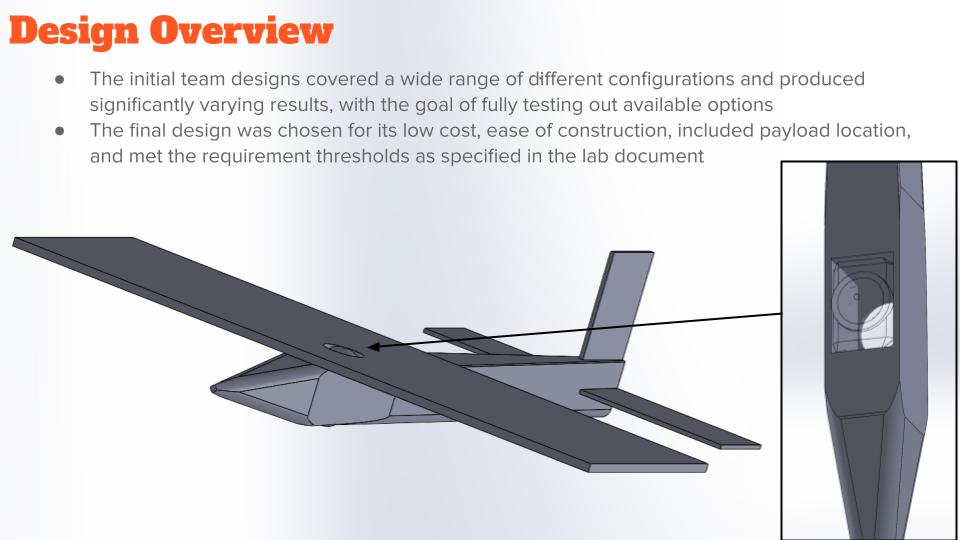 Design Overview
● The initial team designs covered a wide range of different configurations and produced
significantly varying results, with the goal of fully testing out available options
● The final design was chosen for its low cost, ease of construction, included payload location,
and met the requirement thresholds as specified in the lab document